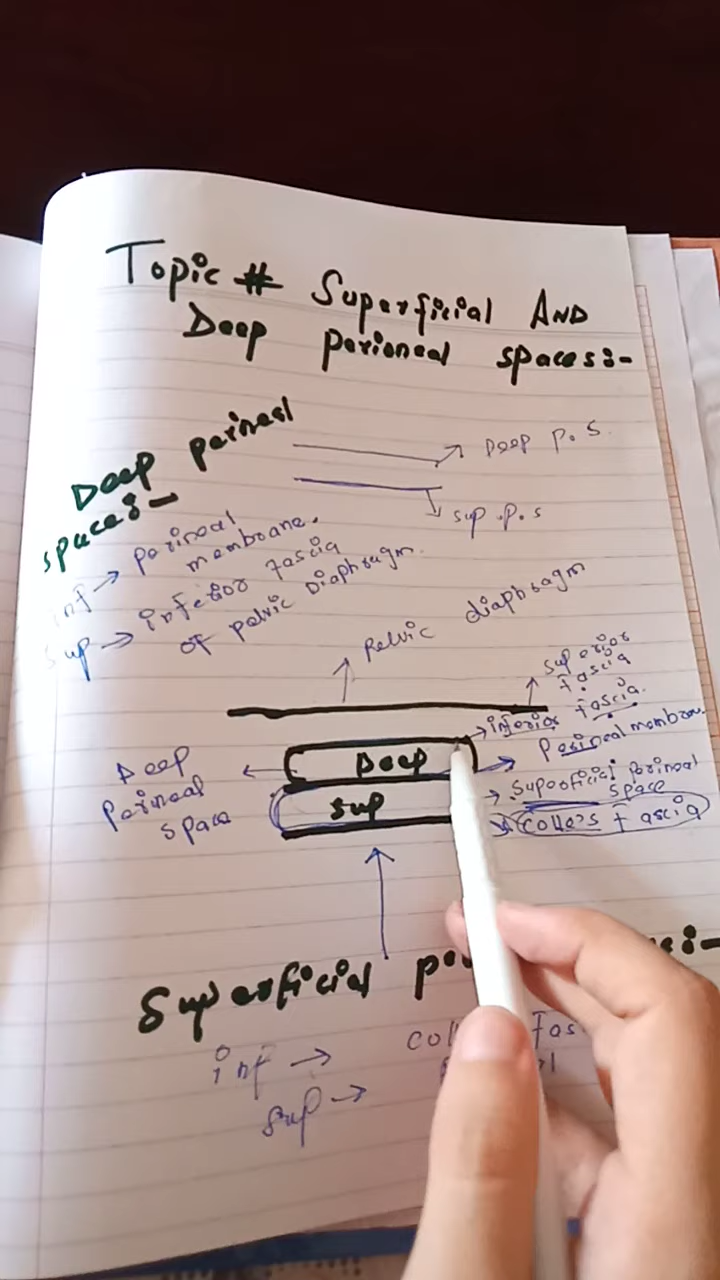 Topic # Superficial AND
Deep perioneal spaces:-
Deep perineal
spaces:-
Deep P.S.
sup.p.s
inf → perineal
membrane.
sup → inferior fascia
of pelvic Diaphragm.
Pelvic diaphragm
superior
fascia
inferior fascia.
Perineal membrane.
Deep
perineal
space
Deep
sup
superficial perineal
space
colle's fascia
Superficial
inf →
sup →